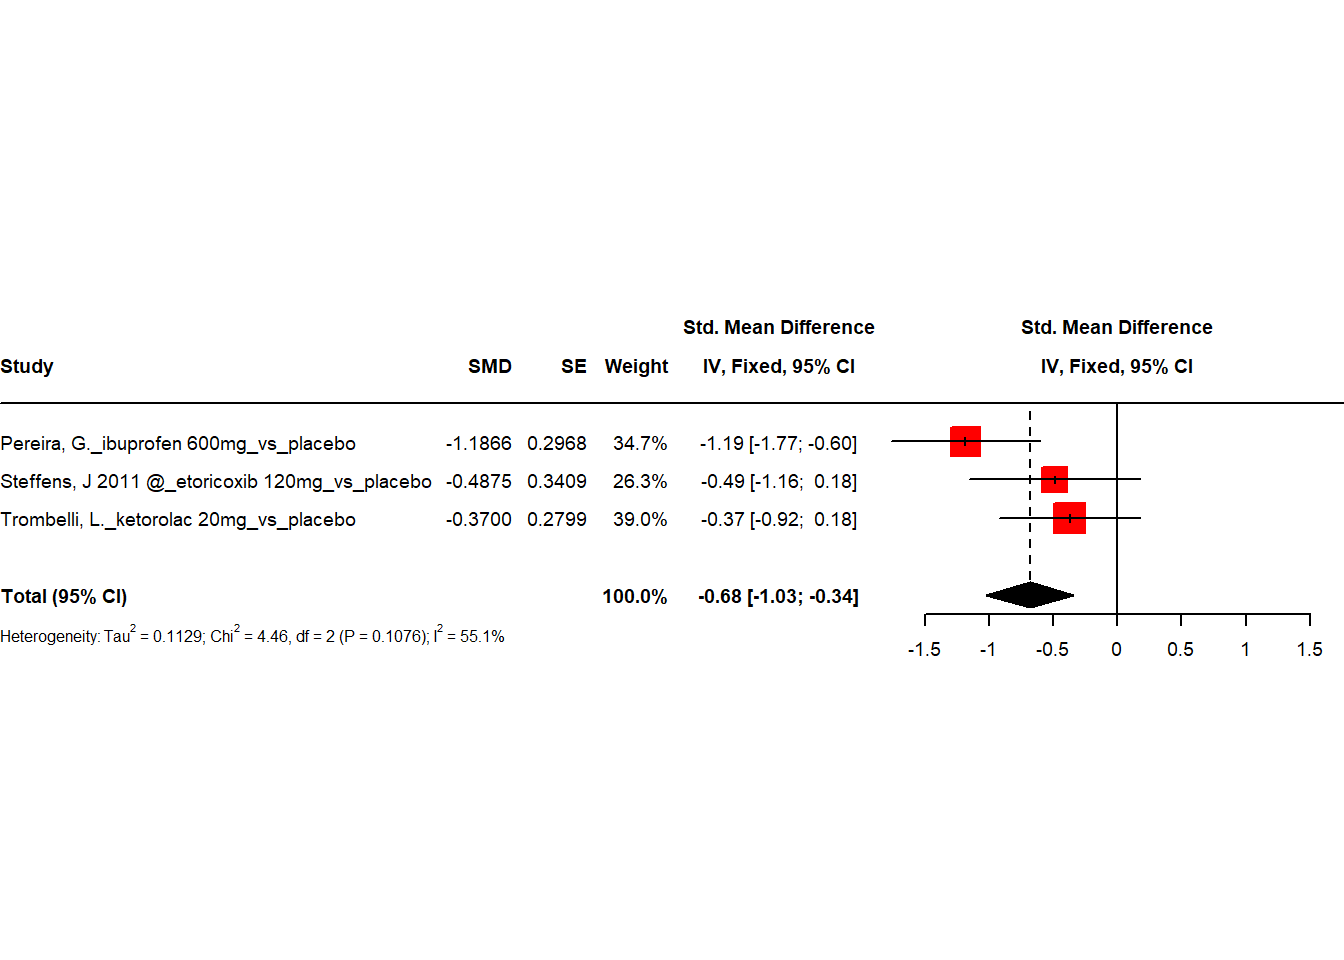 Std. Mean Difference Std. Mean Difference
Study SMD SE Weight IV, Fixed, 95% CI IV, Fixed, 95% CI
Pereira, G._ibuprofen 600mg_vs_placebo -1.1866 0.2968 34.7% -1.19 [-1.77; -0.60]
Steffens, J 2011 @_etoricoxib 120mg_vs_placebo -0.4875 0.3409 26.3% -0.49 [-1.16; 0.18]
Trombelli, L._ketorolac 20mg_vs_placebo -0.3700 0.2799 39.0% -0.37 [-0.92; 0.18]
Total (95% CI) 100.0% -0.68 [-1.03; -0.34]
Heterogeneity: Tau² = 0.1129; Chi² = 4.46, df = 2 (P = 0.1076); I² = 55.1%
-1.5 -1 -0.5 0 0.5 1 1.5